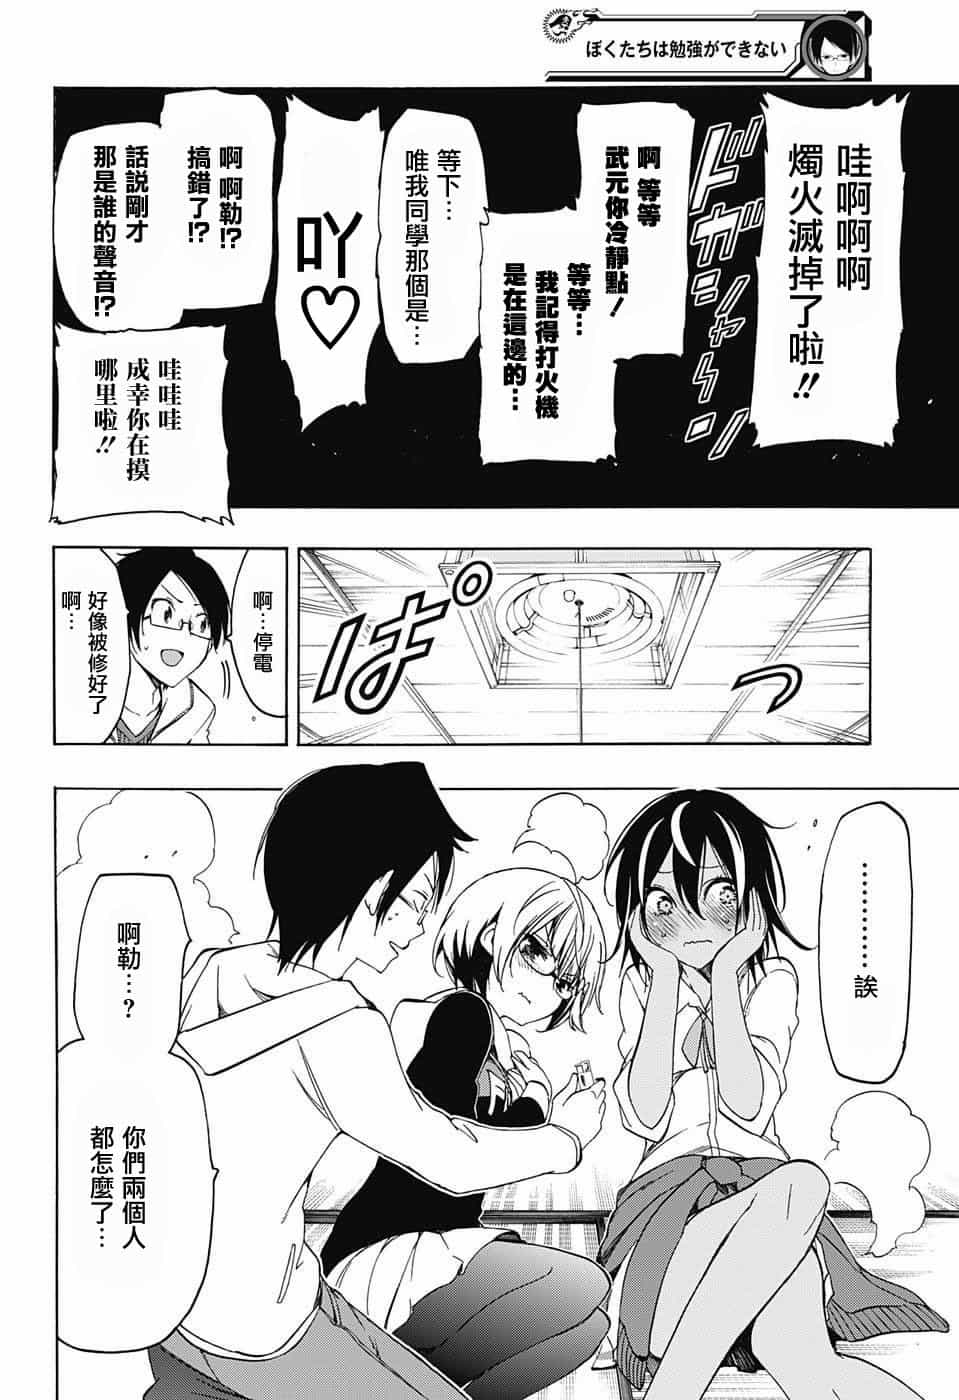 ぼくたちは勉強ができない
哇啊啊啊
燭火滅掉了啦!!
ドガシャーン
啊 等等
武元你冷靜點!
等等…
我記得打火機
是在這邊的…
等下…
唯我同學那個是…
吖♡
啊 啊勒!?
搞錯了!?
話説剛才
那是誰的聲音!?
哇哇哇
成幸你在摸
哪里啦!!
ぱっ
啊…停電
好像被修好了
啊…
…………誒
啊勒…?
你們兩個人
都怎麼了…